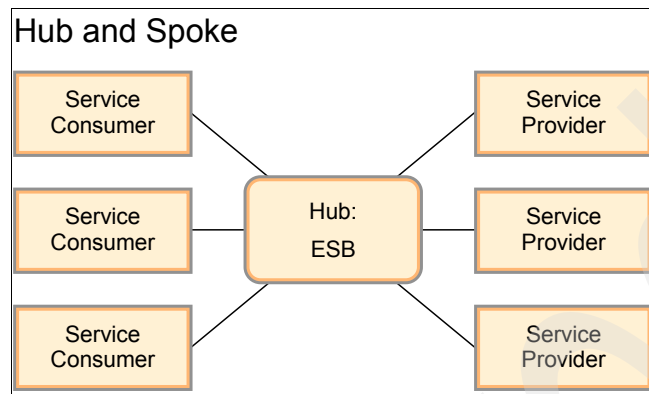 Hub and Spoke
Service
Consumer
Service
Provider
Service
Consumer
Hub:
ESB
Service
Provider
Service
Consumer
Service
Provider